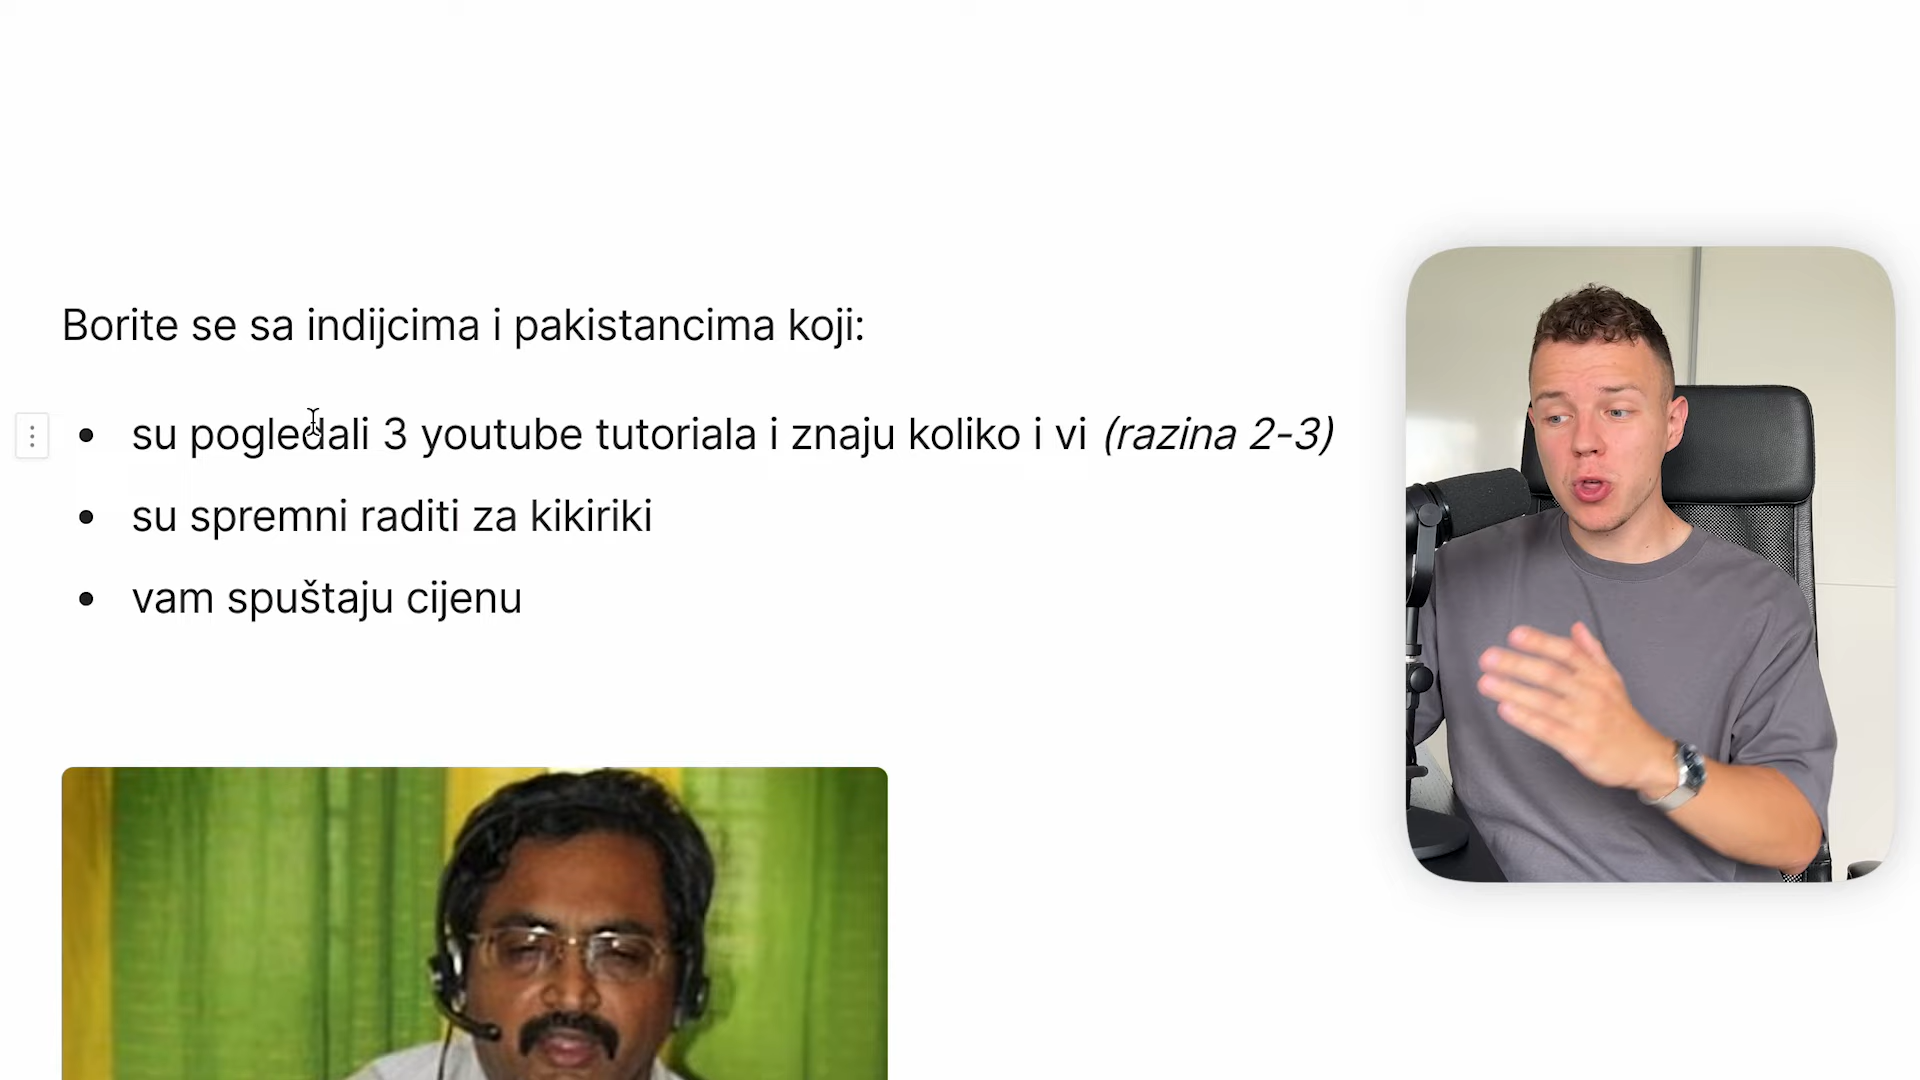 Borite se sa indijcima i pakistancima koji:
su pogledali 3 youtube tutoriala i znaju koliko i vi (razina 2-3)
su spremni raditi za kikiriki
vam spuštaju cijenu